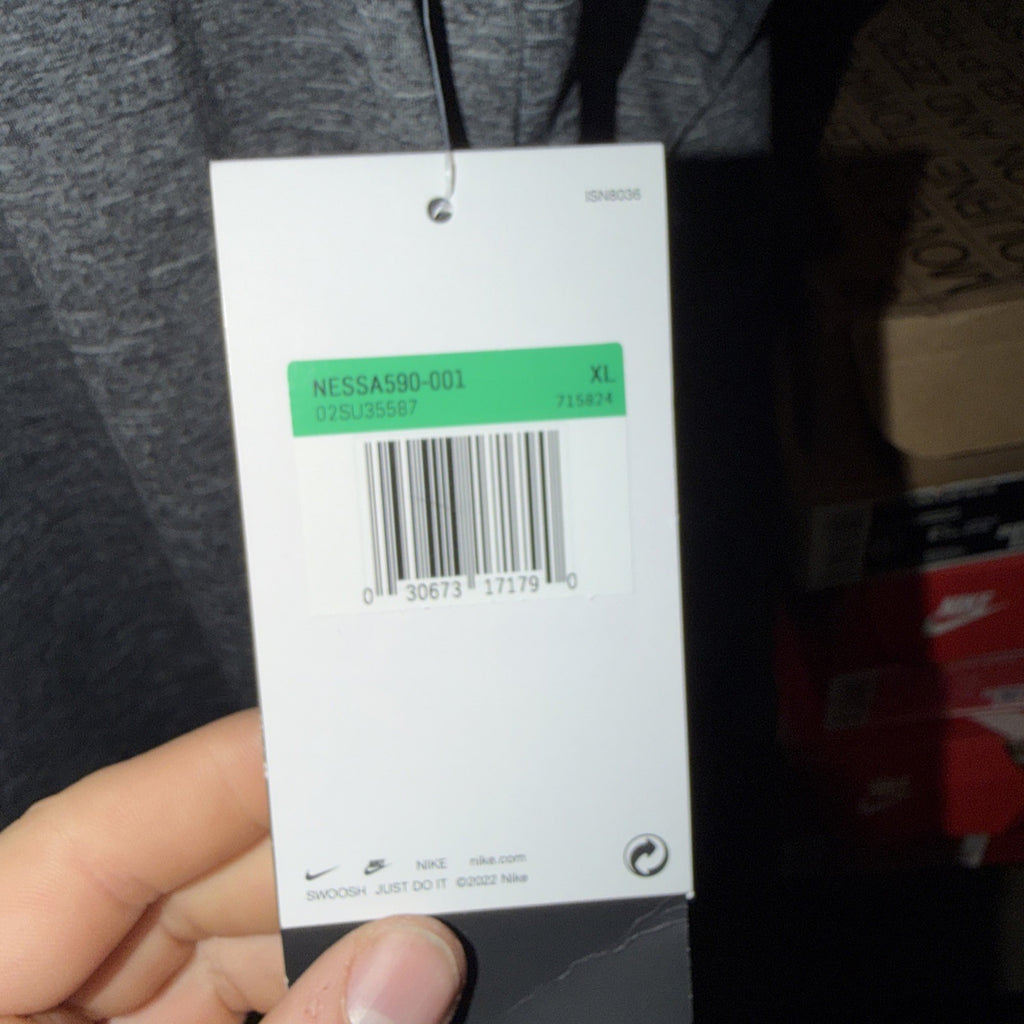 ISN8036
NESSA590-001 XL
02SU35587 715824
0 30673 17179 0
NIKE nike.com
SWOOSH JUST DO IT ©2022 Nike
NIKE